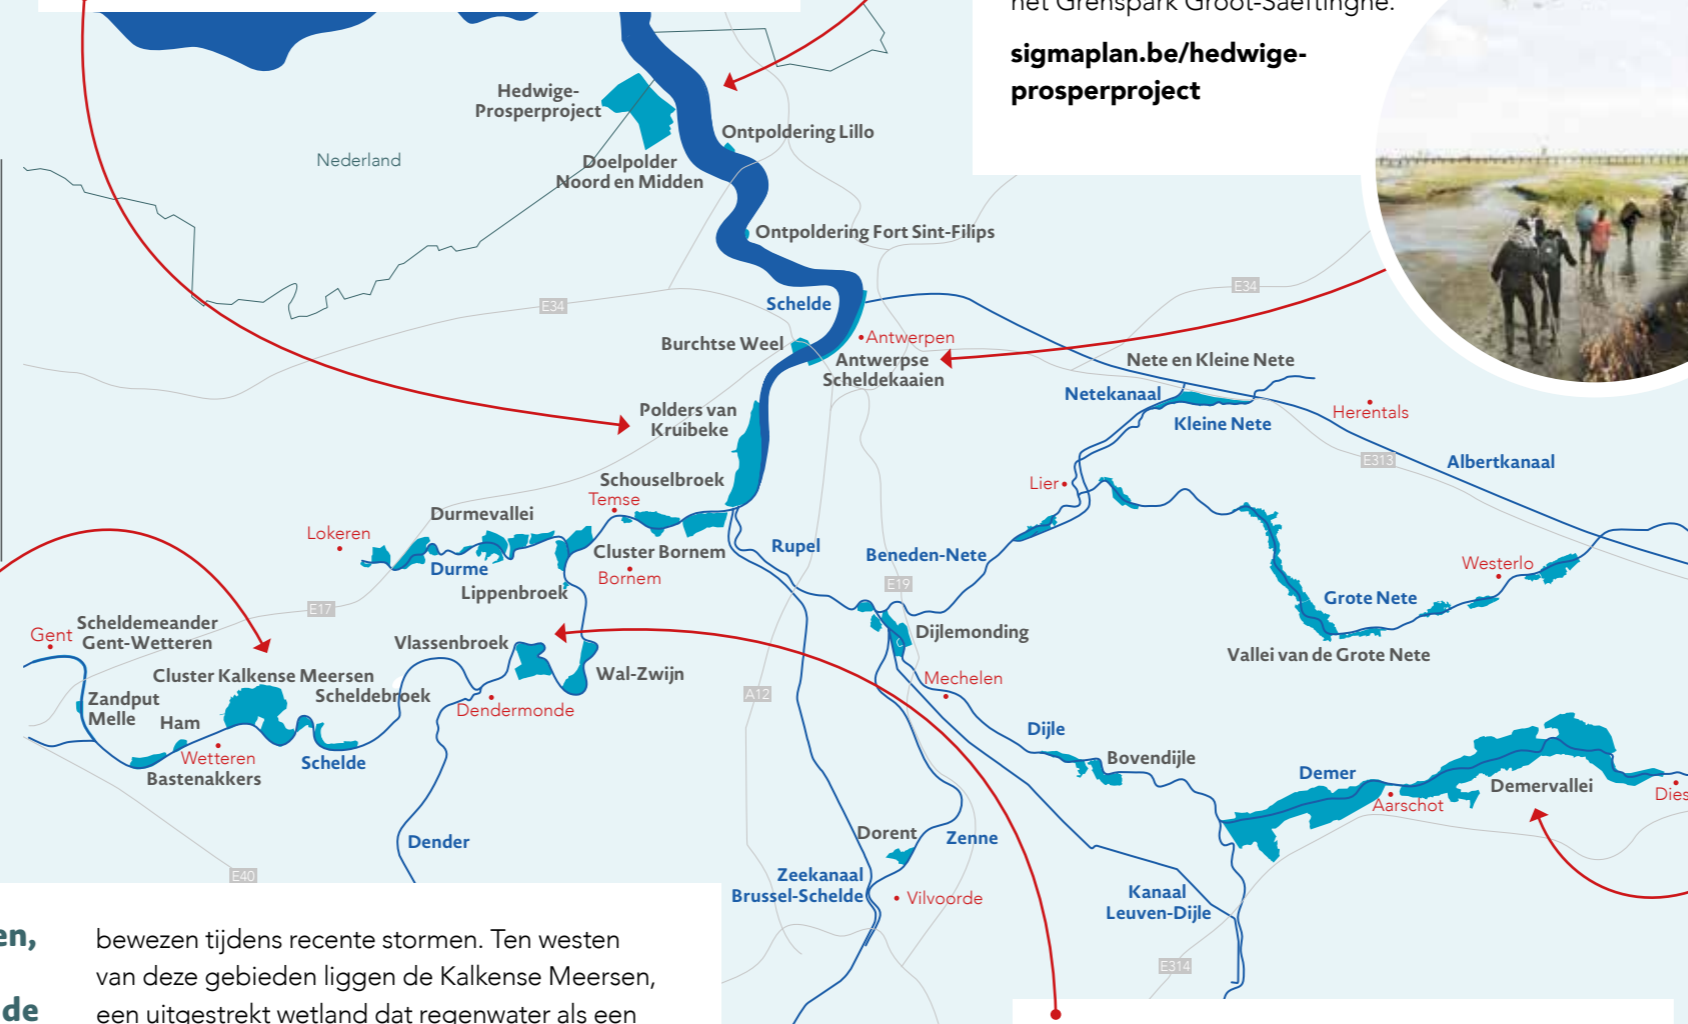 het Grenspark Groot-Saeftinghe.
sigmaplan.be/hedwige-
prosperproject
Hedwige-
Prosperproject
Ontpoldering Lillo
Nederland
Doelpolder
Noord en Midden
Ontpoldering Fort Sint-Filips
E34
E34
Schelde
Burchtse Weel
Antwerpen
Antwerpse
Scheldekaaien
Nete en Kleine Nete
Netekanaal
Kleine Nete
Herentals
Polders van
Kruibeke
E313
Albertkanaal
Schouselbroek
Temse
Lier
Durmevallei
Lokeren
Durme
Cluster Bornem
Bornem
Rupel
Beneden-Nete
Westerlo
Lippenbroek
E19
Grote Nete
E17
Scheldemeander
Gent-Wetteren
Gent
Vlassenbroek
Dijlemonding
Vallei van de Grote Nete
Cluster Kalkense Meersen
Wal-Zwijn
Scheldebroek
Mechelen
A12
Zandput
Melle
Ham
Dendermonde
Dijle
Wetteren
Schelde
Bastenakkers
Bovendijle
Demer
Demervallei
Aarschot
Dies
Dender
Dorent
Zenne
E40
Zeekanaal
Brussel-Schelde
Vilvoorde
Kanaal
Leuven-Dijle
E314
en,
de
bewezen tijdens recente stormen. Ten westen
van deze gebieden liggen de Kalkense Meersen,
een uitgestrekt wetland dat regenwater als een